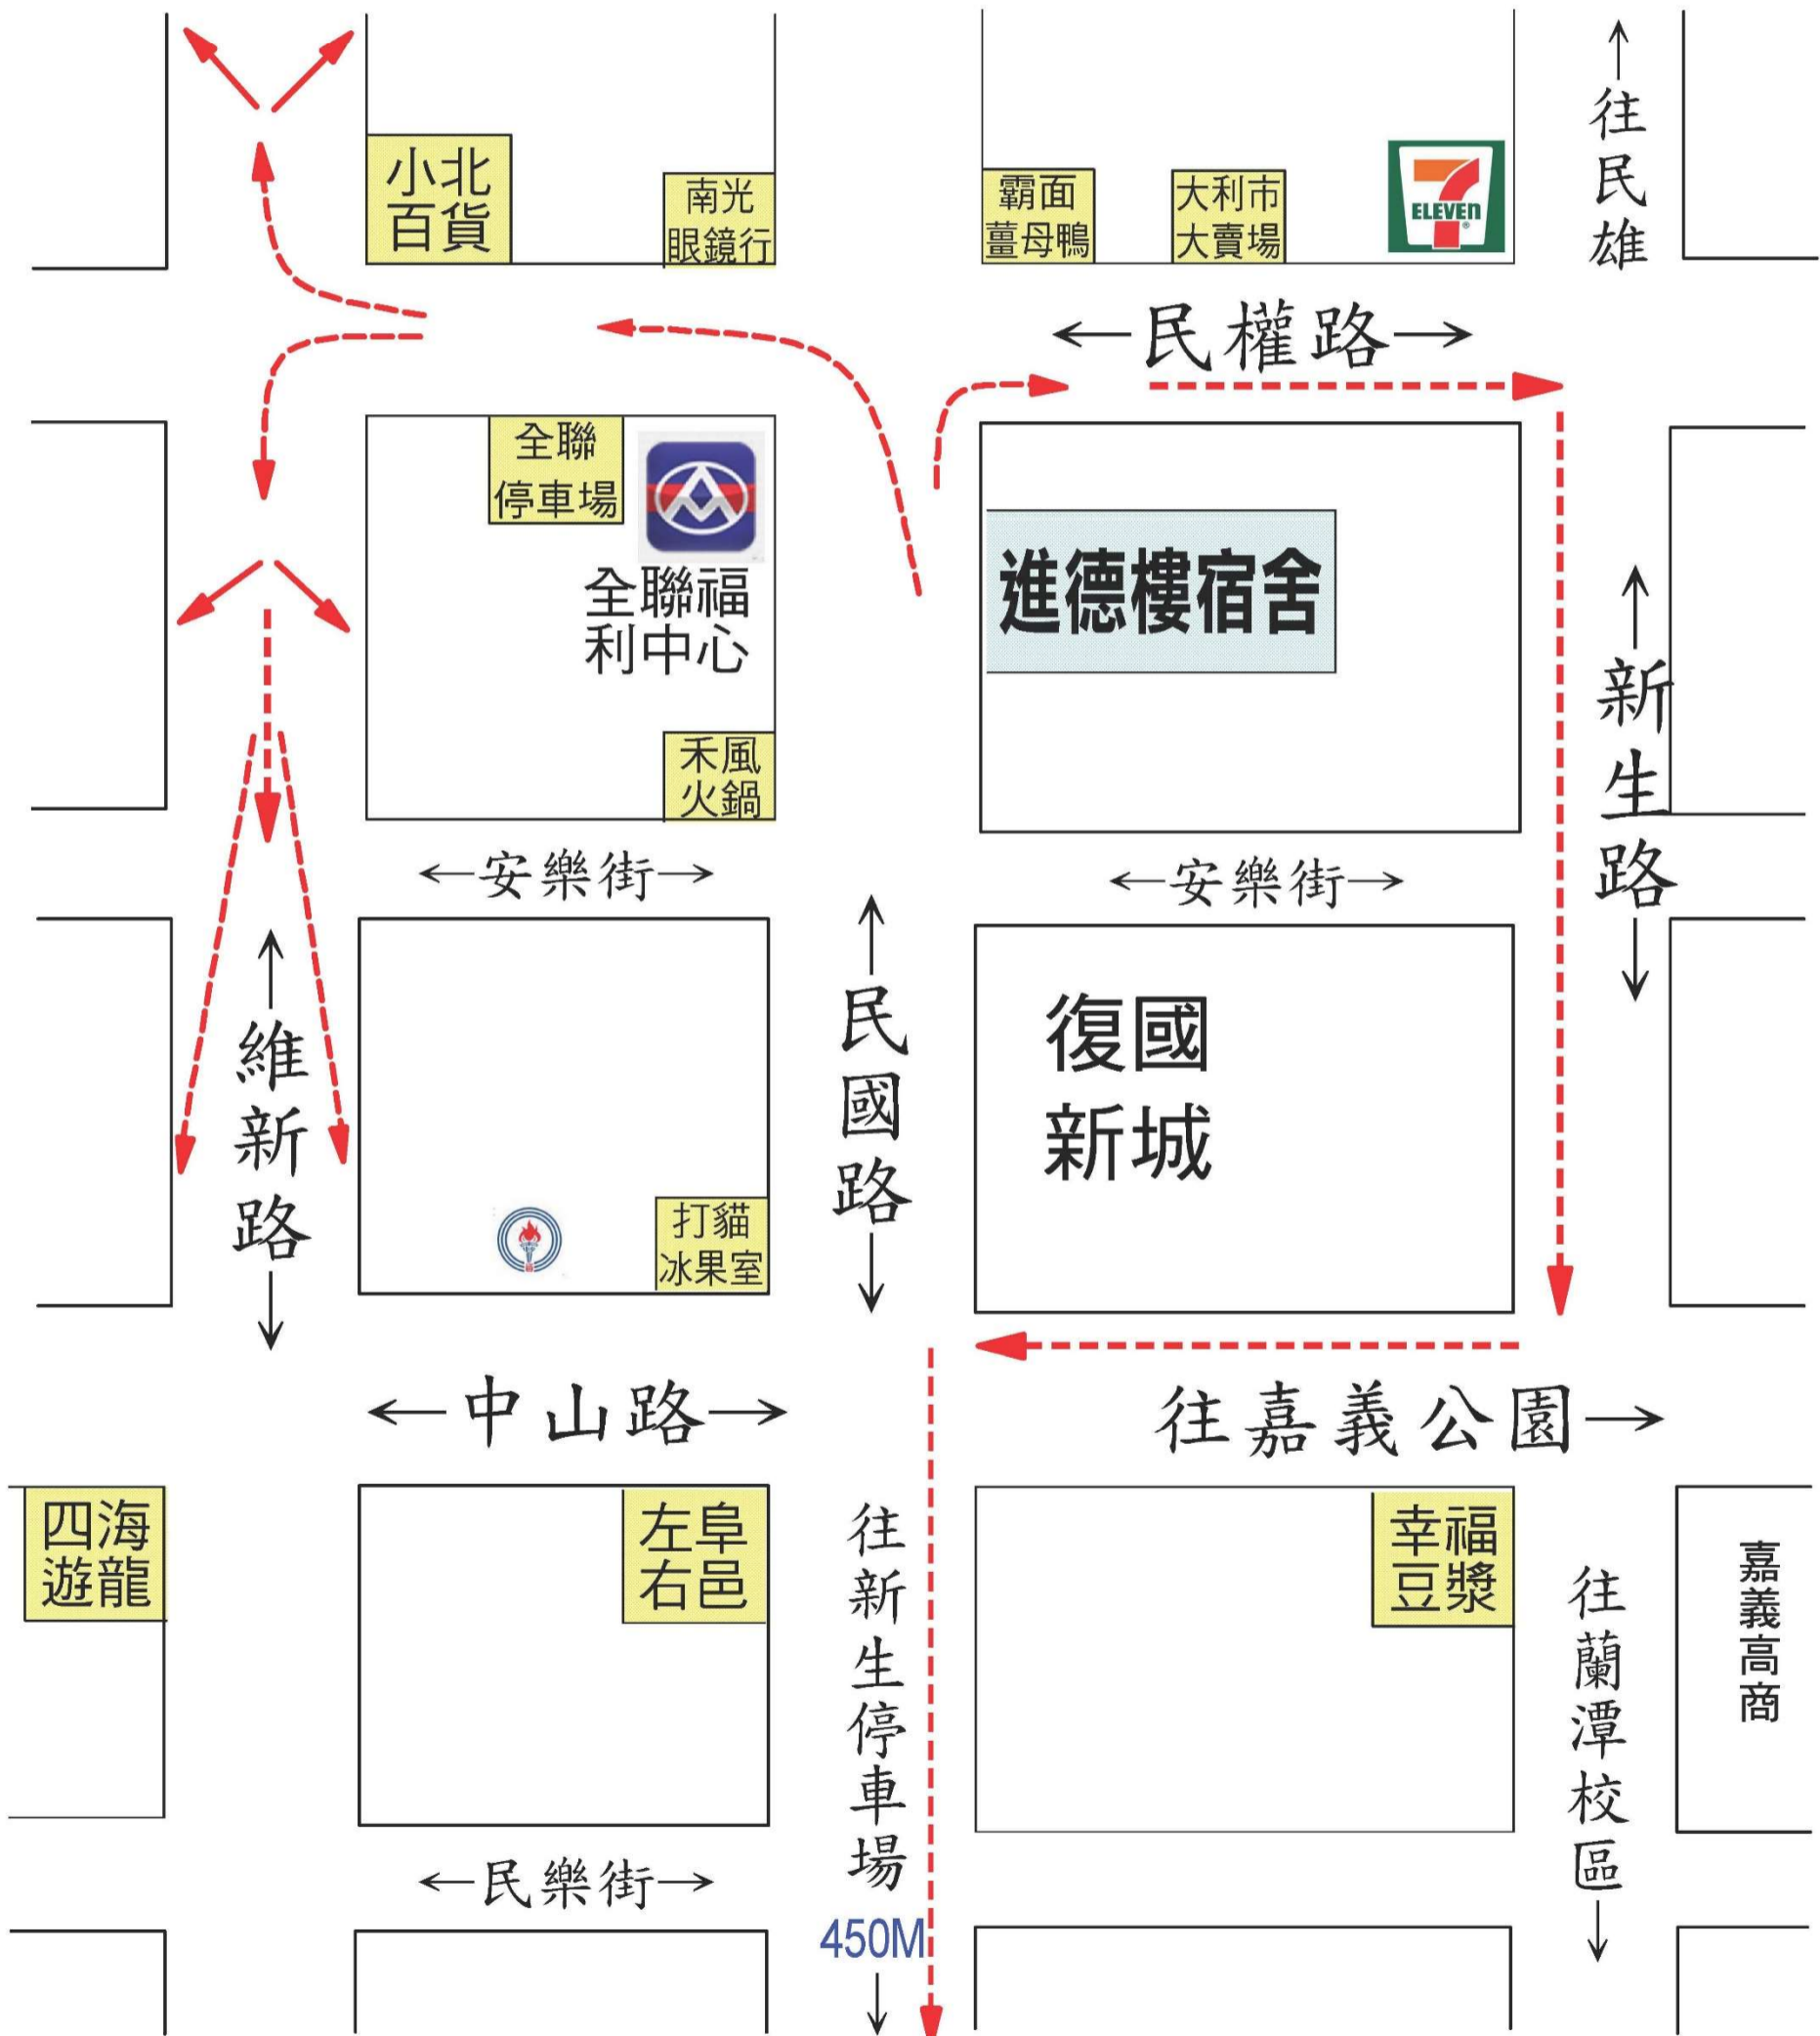 小北
百貨
南光
眼鏡行
霸面
薑母鴨
大利市
大賣場
7
ELEVEn
®
往民雄
民權路
全聯
停車場
全聯福
利中心
進德樓宿舍
新生路
禾風
火鍋
安樂街
安樂街
維新路
民國路
復國
新城
打貓
冰果室
中山路
往嘉義公園
四海
遊龍
左阜
右邑
往新生停車場
450M
幸福
豆漿
往蘭潭校區
嘉義高商
民樂街